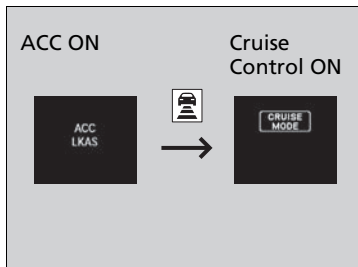 ACC ON
Cruise
Control ON
ACC
LKAS
CRUISE
MODE